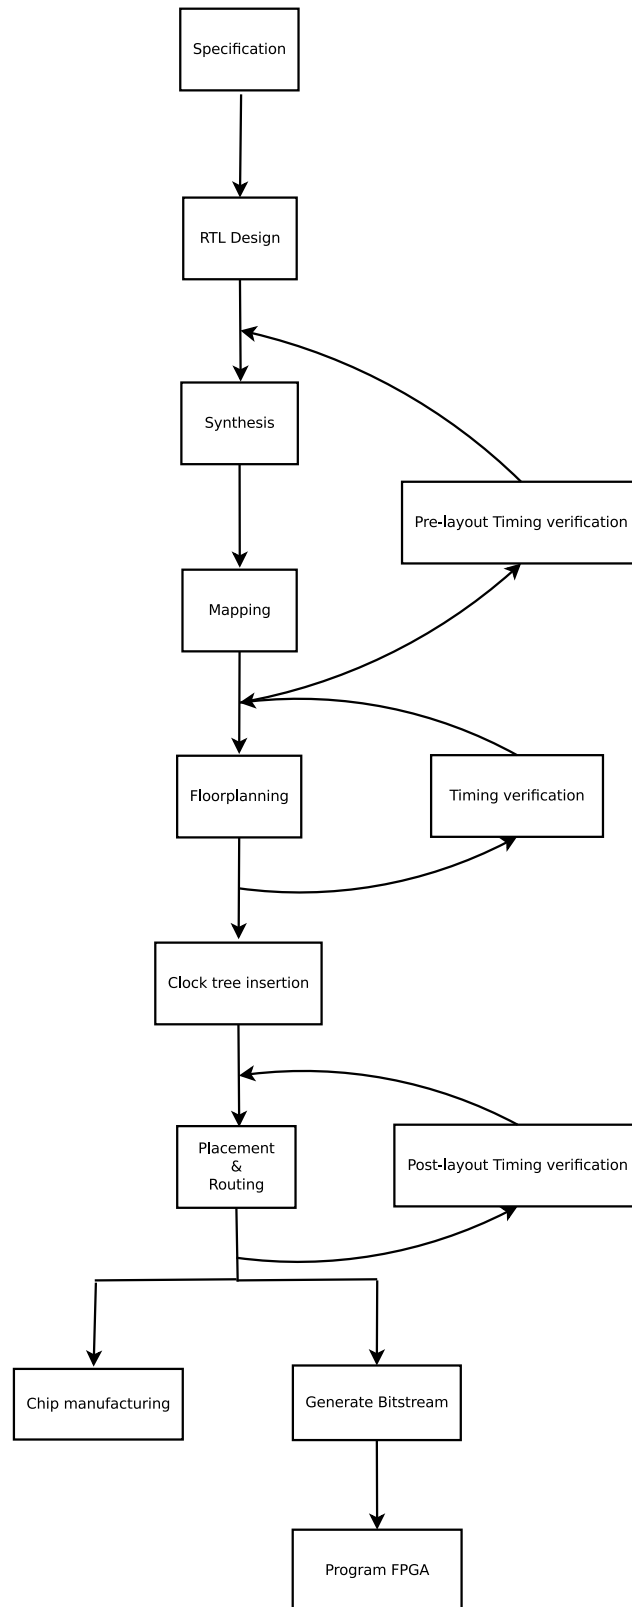 Specification
RTL Design
Synthesis
Pre-layout Timing verification
Mapping
Floorplanning
Timing verification
Clock tree insertion
Placement
&
Routing
Post-layout Timing verification
Chip manufacturing
Generate Bitstream
Program FPGA